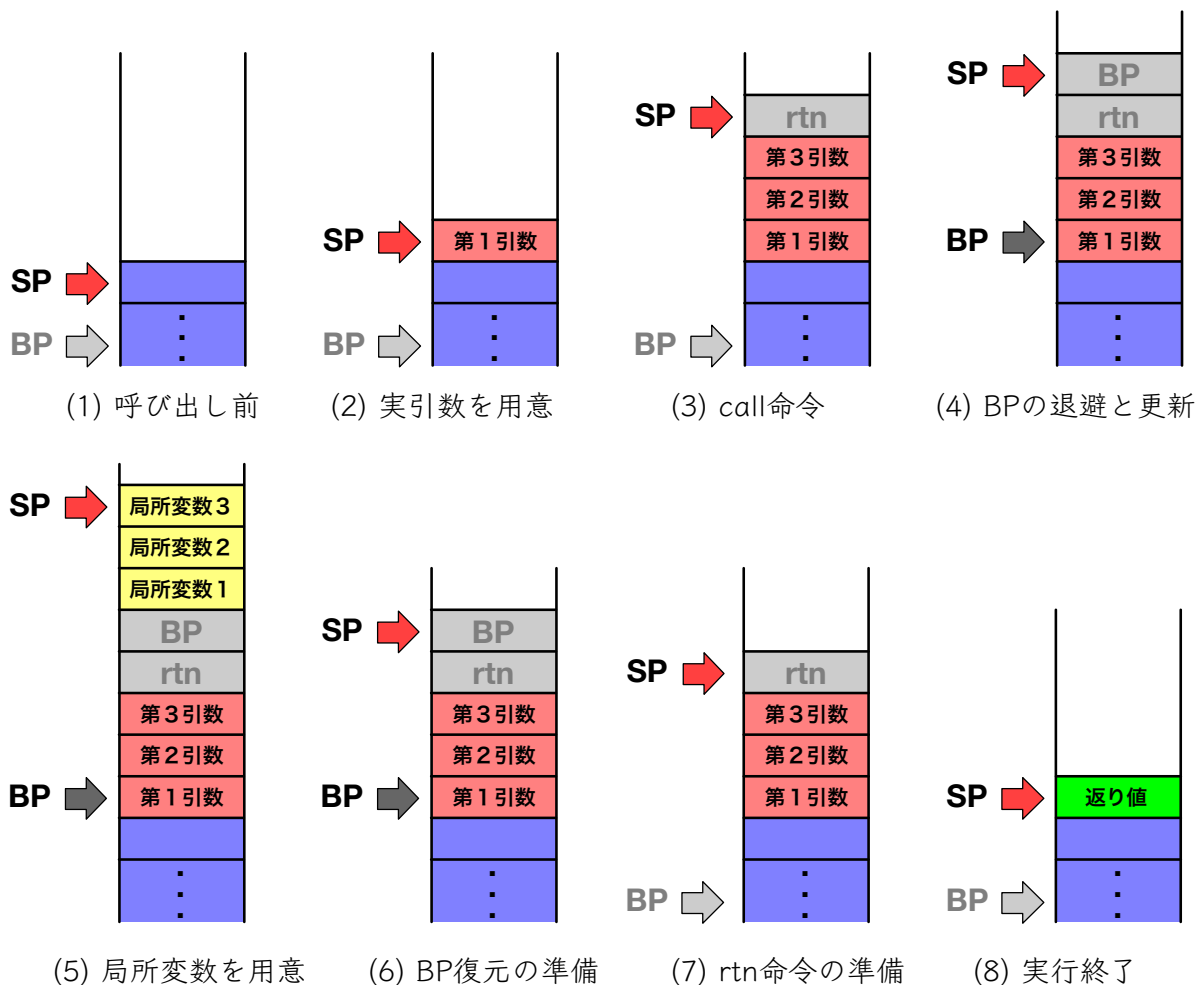 SP
BP
(1) 呼び出し前
SP
第1引数
BP
(2) 実引数を用意
SP
rtn
第3引数
第2引数
第1引数
BP
(3) call命令
SP
BP
rtn
第3引数
第2引数
BP
第1引数
(4) BPの退避と更新
SP
局所変数3
局所変数2
局所変数1
BP
rtn
第3引数
第2引数
BP
第1引数
(5) 局所変数を用意
SP
BP
rtn
第3引数
第2引数
BP
第1引数
(6) BP復元の準備
SP
rtn
第3引数
第2引数
第1引数
BP
(7) rtn命令の準備
SP
返り値
BP
(8) 実行終了